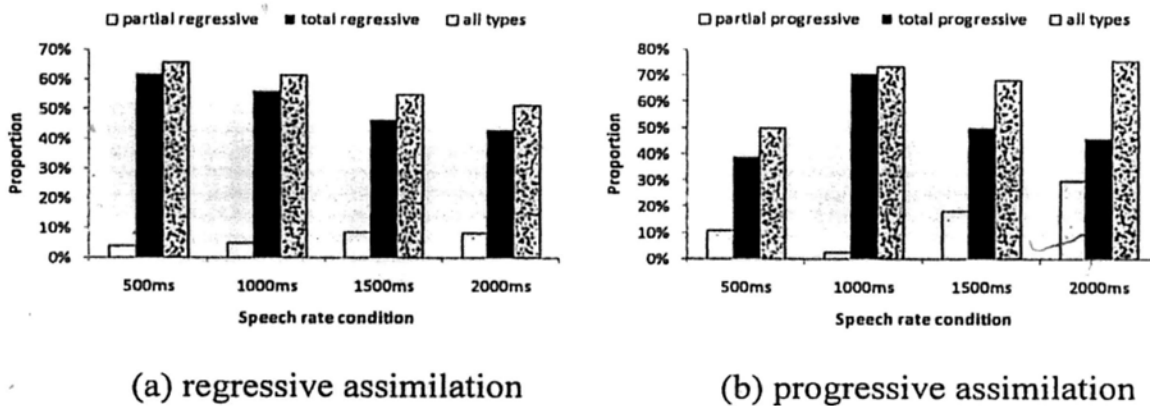 partial regressive total regressive all types
70%
60%
50%
40%
30%
20%
10%
0%
Proportion
500ms 1000ms 1500ms 2000ms
Speech rate condition
(a) regressive assimilation
partial progressive total progressive all types
80%
70%
60%
50%
40%
30%
20%
10%
0%
Proportion
500ms 1000ms 1500ms 2000ms
Speech rate condition
(b) progressive assimilation